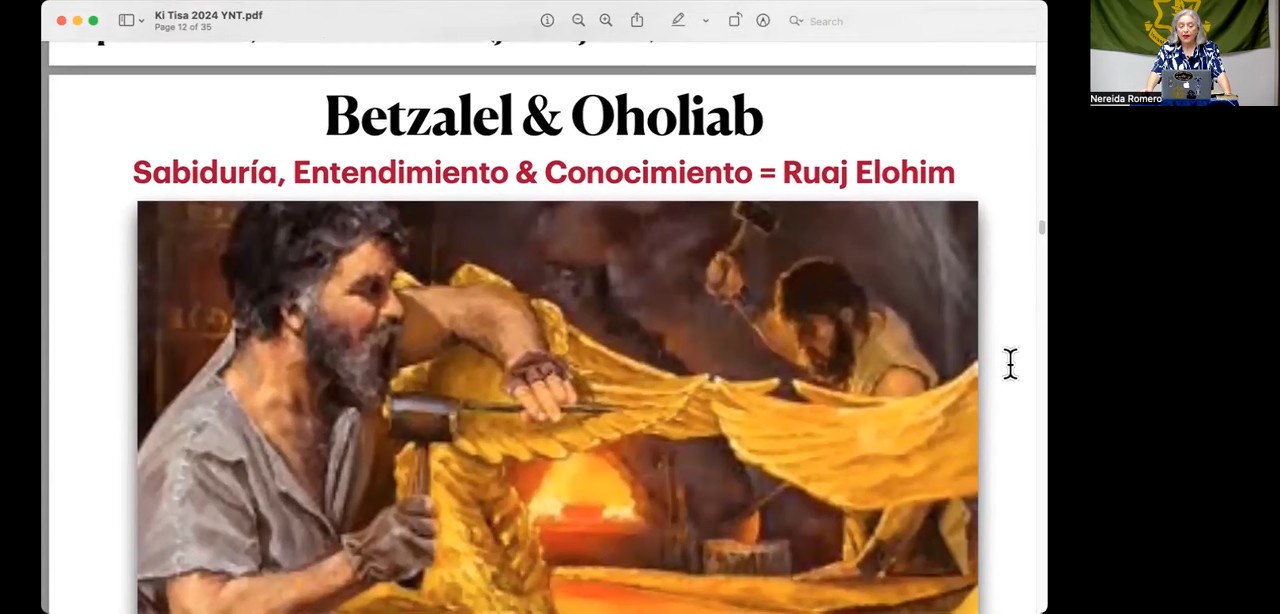 Ki Tisa 2024 YNT.pdf
Page 12 of 35
Search
Betzalel & Oholiab
Sabiduría, Entendimiento & Conocimiento = Ruaj Elohim
Nereida Romero